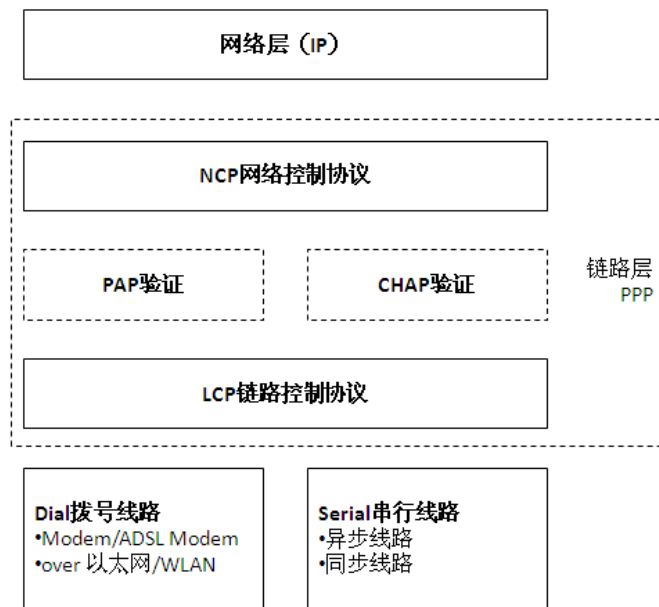 网络层（IP）
NCP网络控制协议
PAP验证
CHAP验证
链路层
PPP
LCP链路控制协议
Dial拨号线路
•Modem/ADSL Modem
•over 以太网/WLAN
Serial串行线路
•异步线路
•同步线路